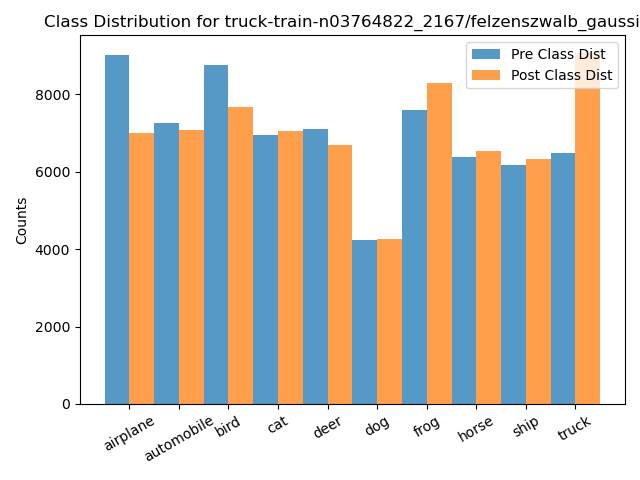 Class Distribution for truck-train-n03764822_2167/felzenszwalb_gaussi
Pre Class Dist
Post Class Dist
Counts
8000
6000
4000
2000
0
airplane
automobile
bird
cat
deer
dog
frog
horse
ship
truck